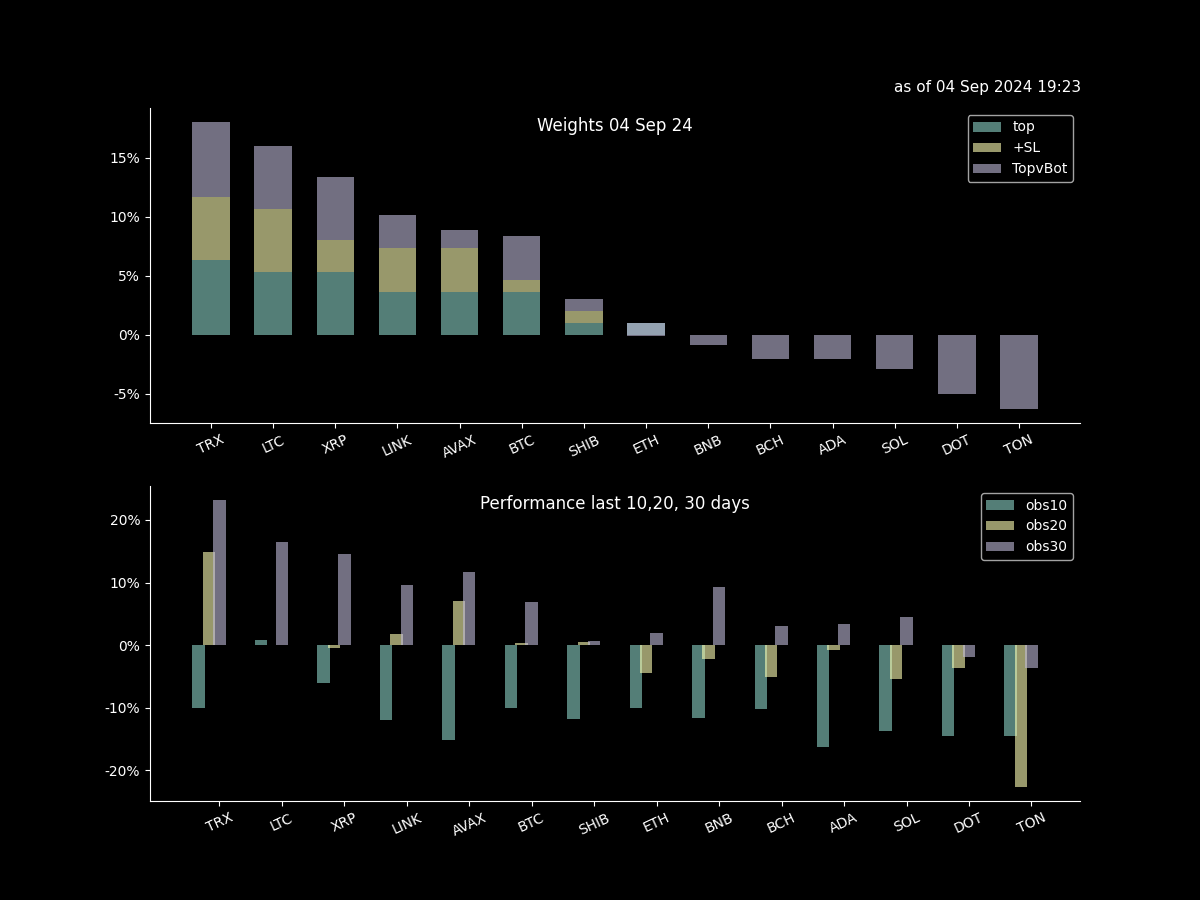 as of 04 Sep 2024 19:23
Weights 04 Sep 24
top
+SL
TopvBot
15%
10%
5%
0%
-5%
TRX LTC XRP LINK AVAX BTC SHIB ETH BNB BCH ADA SOL DOT TON
Performance last 10,20, 30 days
obs10
obs20
obs30
20%
10%
0%
-10%
-20%
TRX LTC XRP LINK AVAX BTC SHIB ETH BNB BCH ADA SOL DOT TON